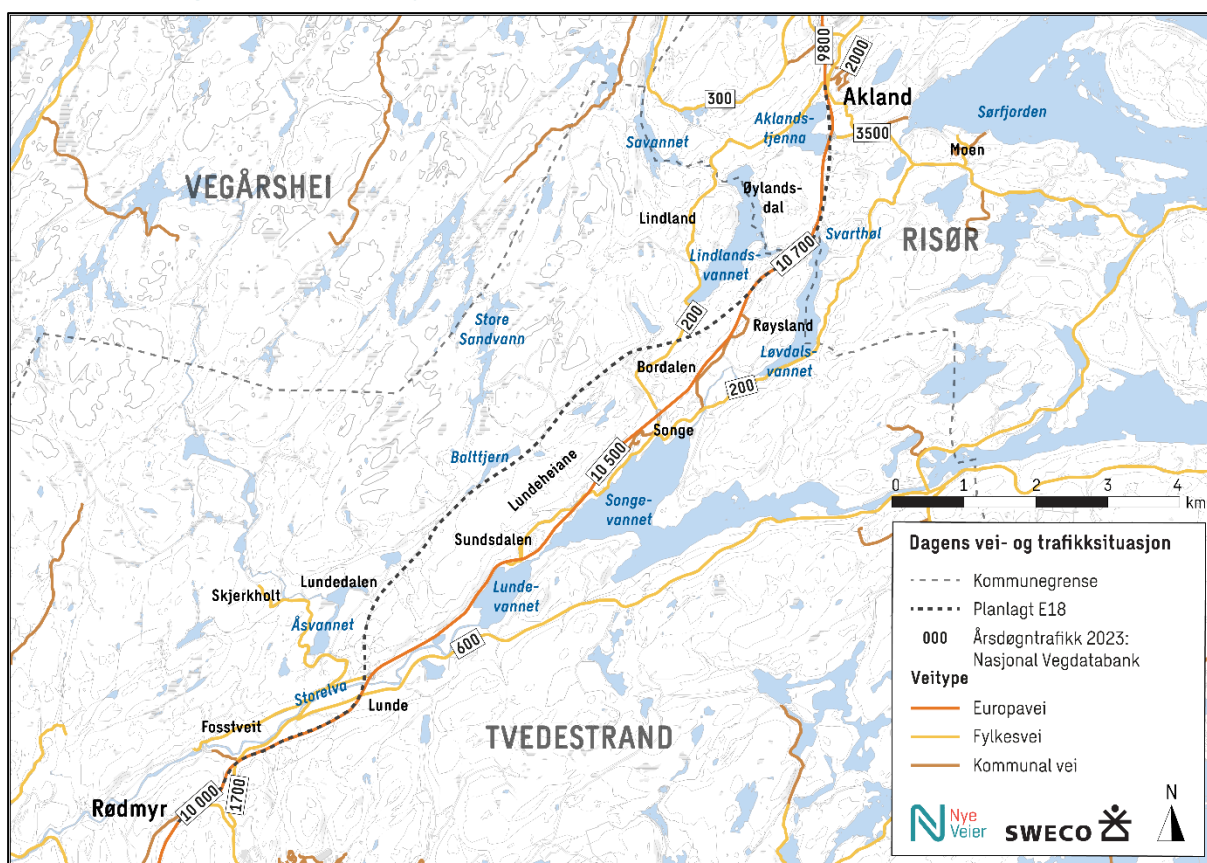 9800
2000
Akland
300
Aklands-
tjenna
Sørfjorden
3500
Savannet
Moen
VEGÅRSHEI
Øylands-
dal
Lindland
Svarthøl
RISØR
10 700
Lindlands-
vannet
Store
Sandvann
200
Røysland
Løvdals-
vannet
Bordalen
200
Songe
10 500
Balttjern
Lundeheiane
Songe-
vannet
0 1 2 3 4
km
Sundsdalen
Lundedalen
Lunde-
vannet
Skjerkholt
Åsvannet
600
Storelva
Lunde
Fosstveit
TVEDESTRAND
Rødmyr
10 000
1700
Dagens vei- og trafikksituasjon
Kommunegrense
Planlagt E18
000 Årsdøgntrafikk 2023:
Nasjonal Vegdatabank
Veitype
Europavei
Fylkesvei
Kommunal vei
N
Nye
Veier
SWECO